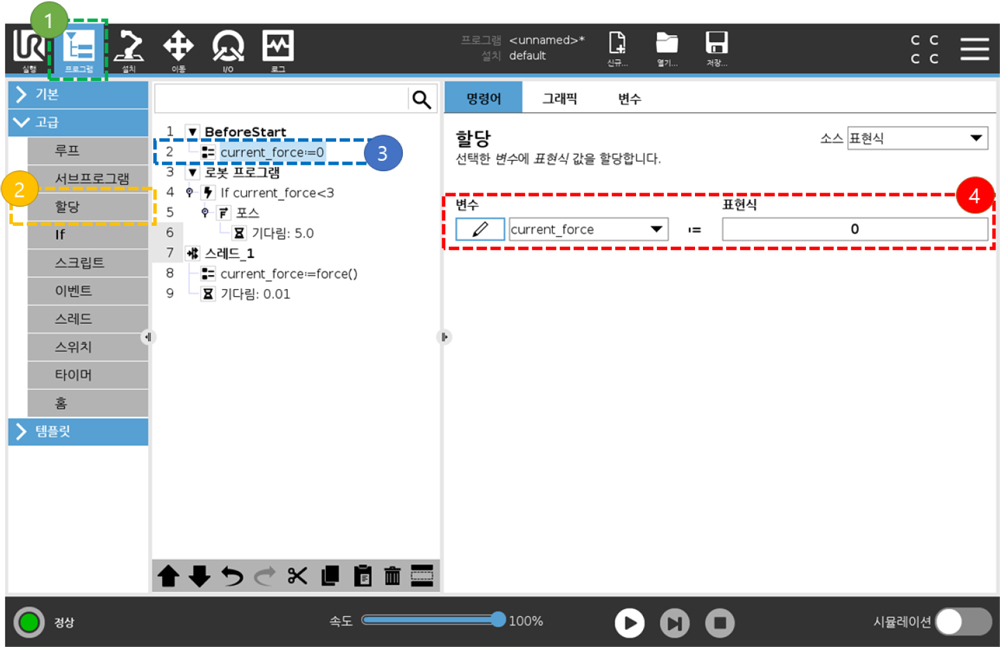 1
UR
실행
프로그램
설치
이동
I/O
로그
프로그램 <unnamed>*
설치 default
신규...
열기...
저장...
C C
C C
기본
고급
루프
서브프로그램
2
할당
If
스크립트
이벤트
스레드
스위치
타이머
홈
템플릿
1 BeforeStart
2 current_force≔0
3
3 로봇 프로그램
4 If current_force<3
5 포스
6 기다림: 5.0
7 스레드_1
8 current_force≔force()
9 기다림: 0.01
명령어 그래픽 변수
할당
소스 표현식
선택한 변수에 표현식 값을 할당합니다.
4
변수 표현식
current_force ≔ 0
정상
속도 100%
시뮬레이션